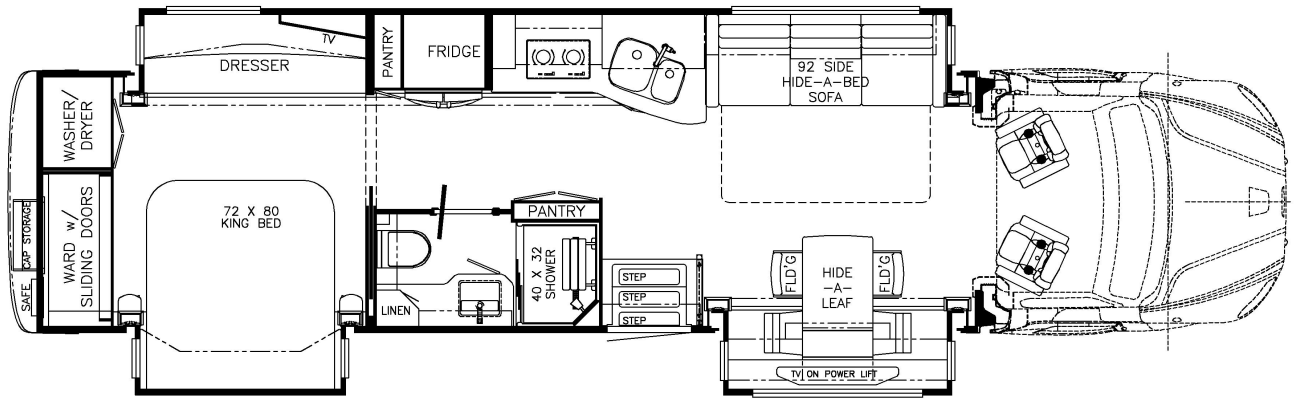 TV
DRESSER
PANTRY
FRIDGE
92 SIDE
HIDE-A-BED
SOFA
WASHER/
DRYER
WARD w/
SLIDING DOORS
CAP STORAGE
SAFE
72 X 80
KING BED
PANTRY
40 X 32
SHOWER
LINEN
STEP
STEP
STEP
FLD'G
HIDE
-A-
LEAF
FLD'G
TV ON POWER LIFT